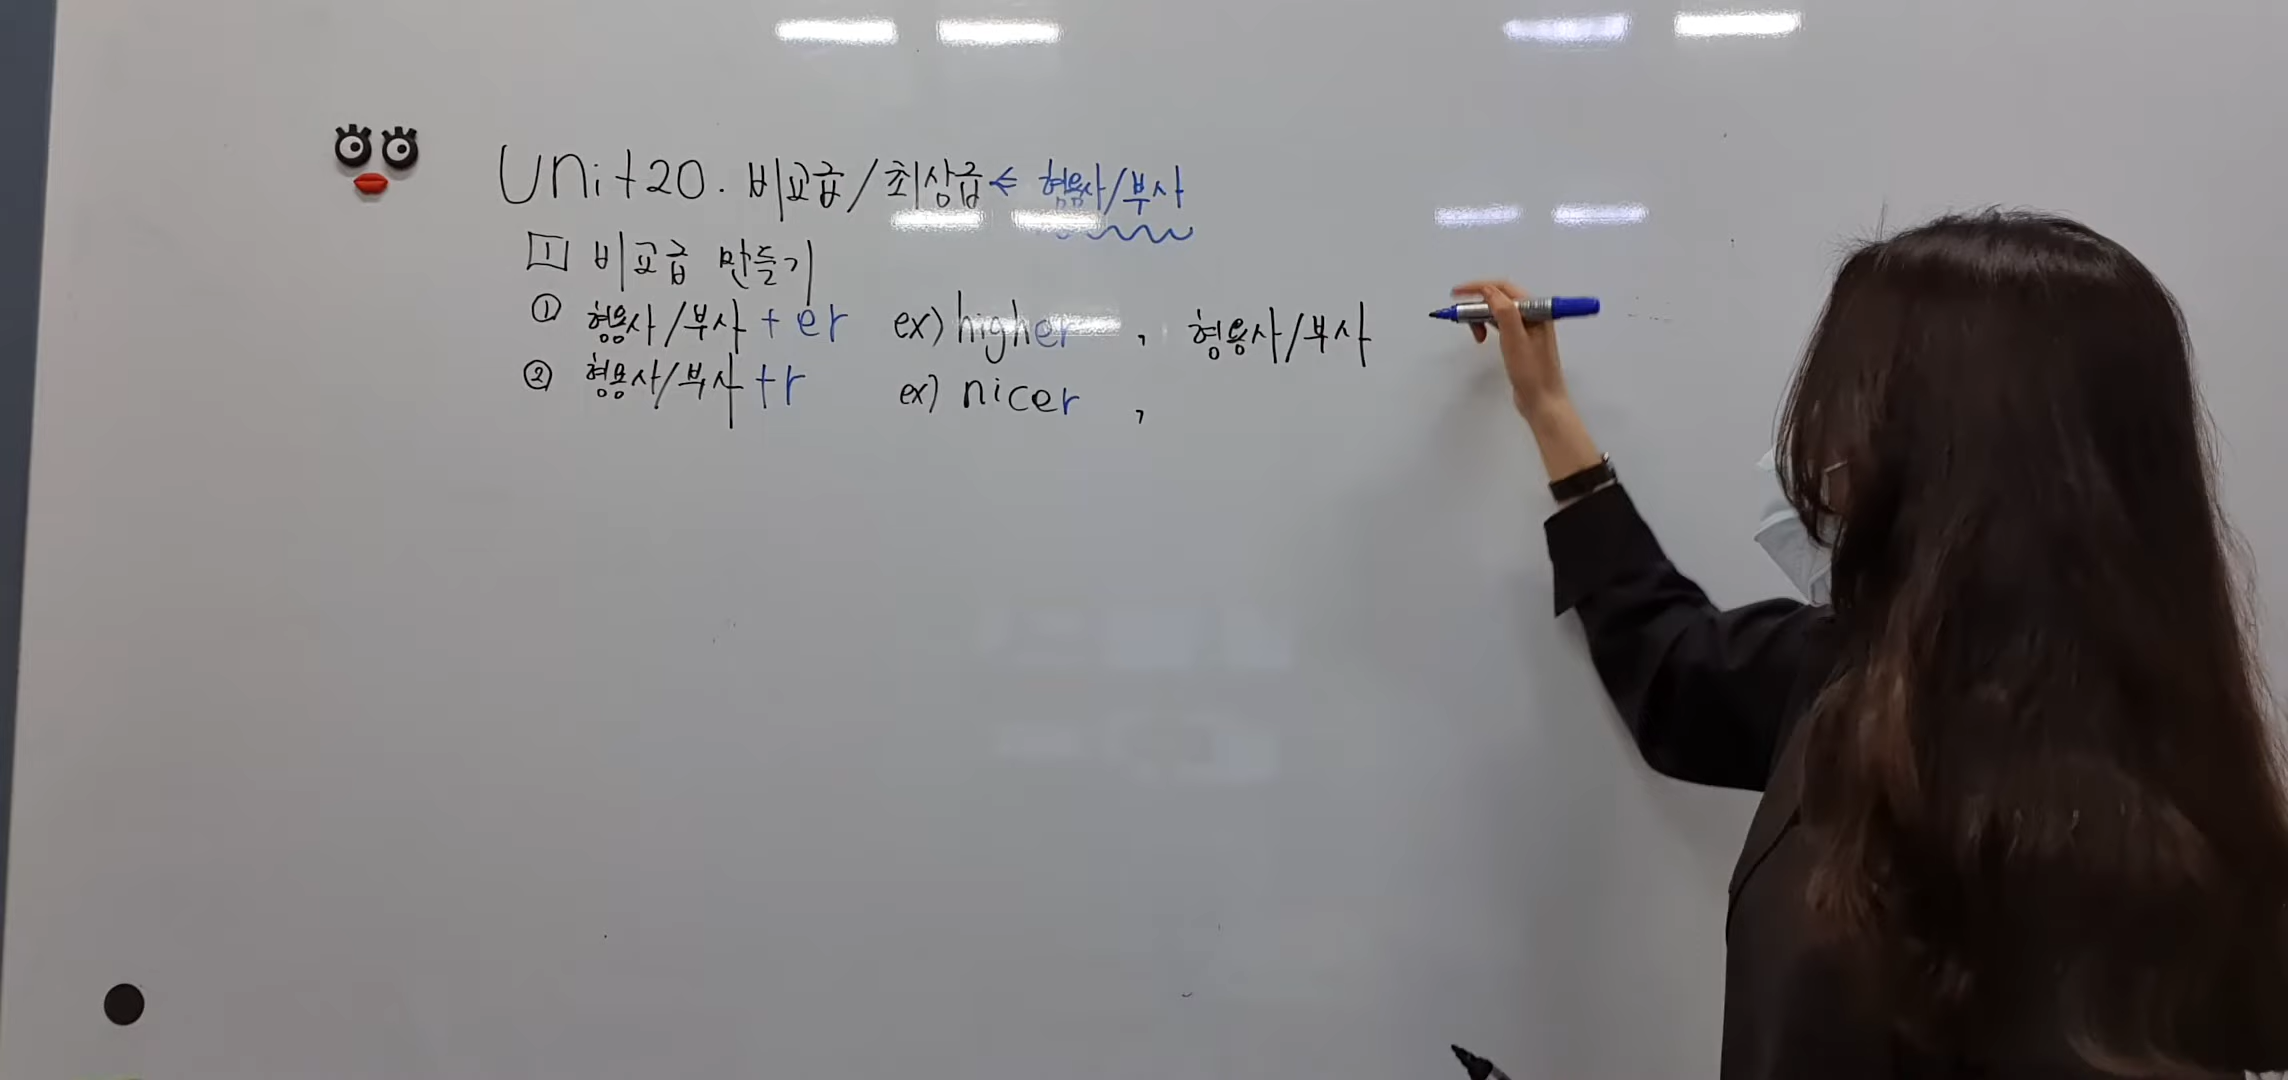 Unit 20. 비교급/최상급 ← 형용사/부사
1 비교급 만들기
① 형용사/부사 + er ex) higher , 형용사/부사
② 형용사/부사 + r ex) nicer ,